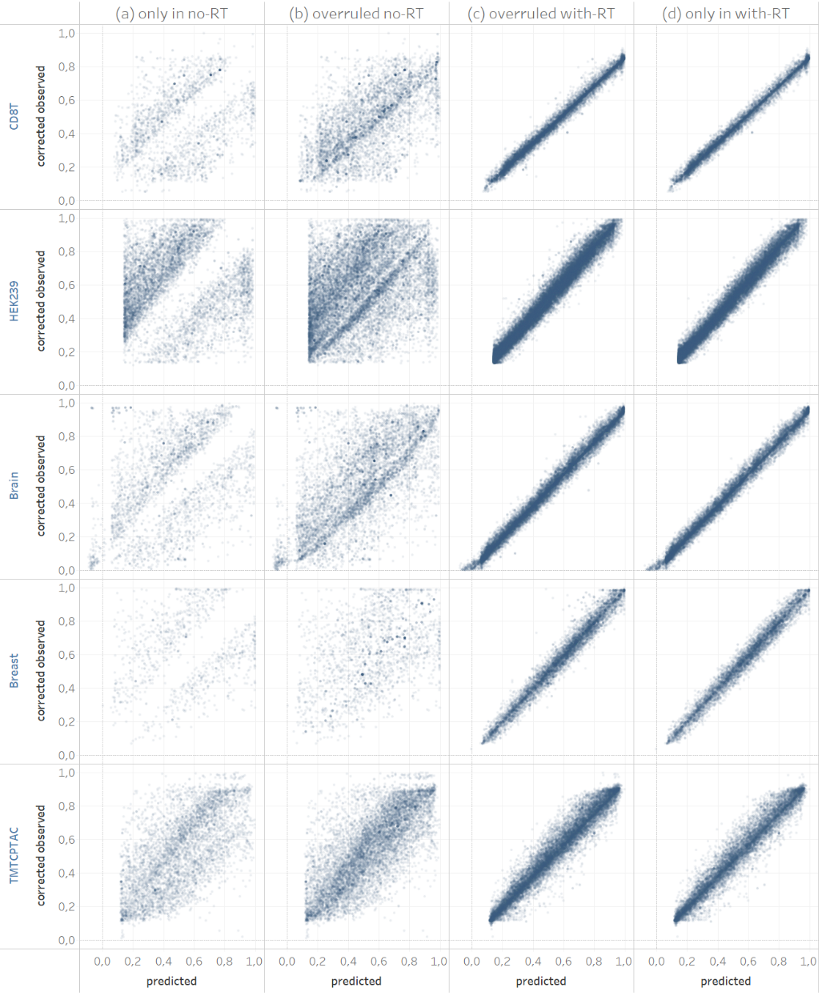 (a) only in no-RT (b) overruled no-RT (c) overruled with-RT (d) only in with-RT
CD8T
corrected observed
1,0
0,8
0,6
0,4
0,2
0,0
HEK239
corrected observed
1,0
0,8
0,6
0,4
0,2
0,0
Brain
corrected observed
1,0
0,8
0,6
0,4
0,2
0,0
Breast
corrected observed
1,0
0,8
0,6
0,4
0,2
0,0
TMTCPTAC
corrected observed
1,0
0,8
0,6
0,4
0,2
0,0
0,0 0,2 0,4 0,6 0,8 1,0 0,0 0,2 0,4 0,6 0,8 1,0 0,0 0,2 0,4 0,6 0,8 1,0 0,0 0,2 0,4 0,6 0,8 1,0
predicted predicted predicted predicted